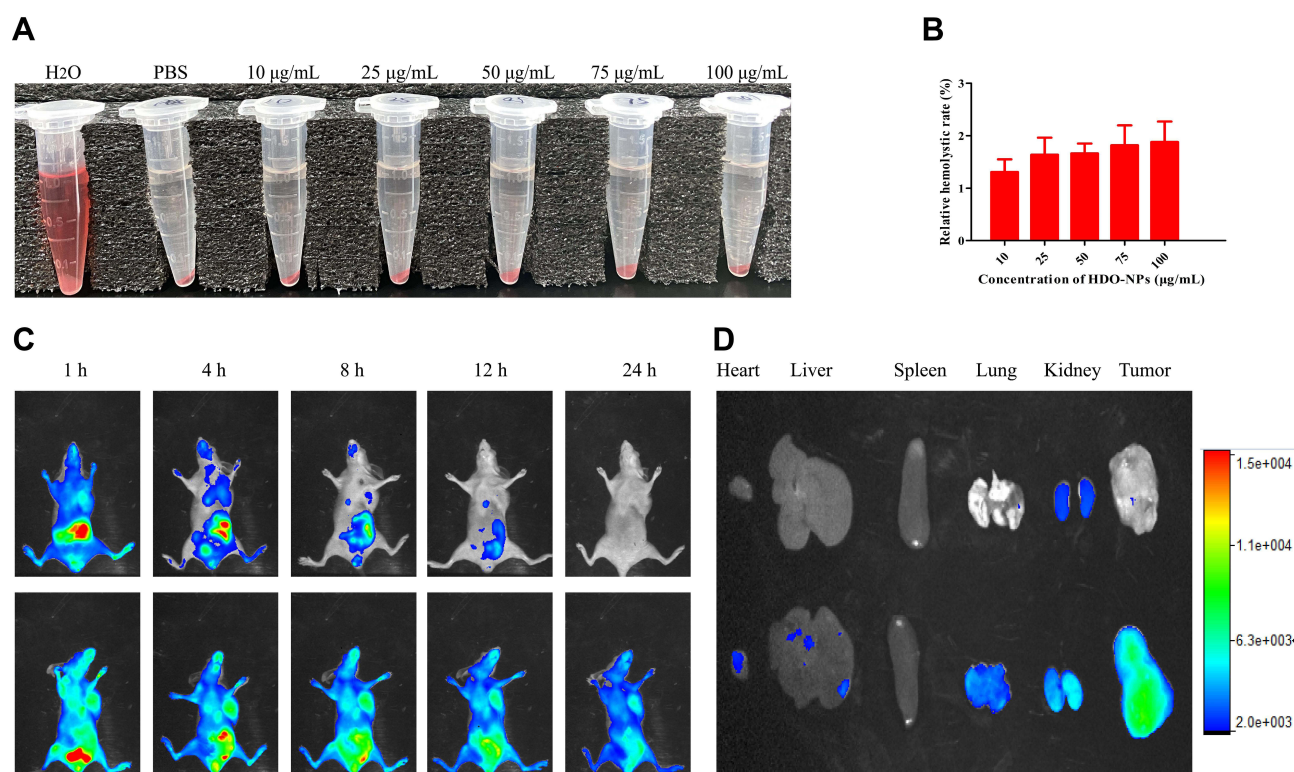 A
H2O PBS 10 μg/mL 25 μg/mL 50 μg/mL 75 μg/mL 100 μg/mL
B
Relative hemolystic rate (%)
3
2
1
0
10 25 50 75 100
Concentration of HDO-NPs (μg/mL)
C
1 h 4 h 8 h 12 h 24 h
D
Heart Liver Spleen Lung Kidney Tumor
1.5e+004
1.1e+004
6.3e+003
2.0e+003